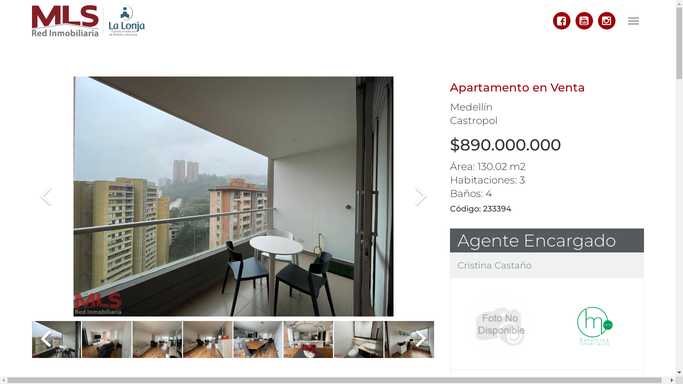 MLS
Red Inmobiliaria
La Lonja
Apartamento en Venta
Medellín
Castropol
$890.000.000
Área: 130.02 m2
Habitaciones: 3
Baños: 4
Código: 233394
MLS
Red Inmobiliaria
Agente Encargado
Cristina Castaño
Foto No
Disponible
hm